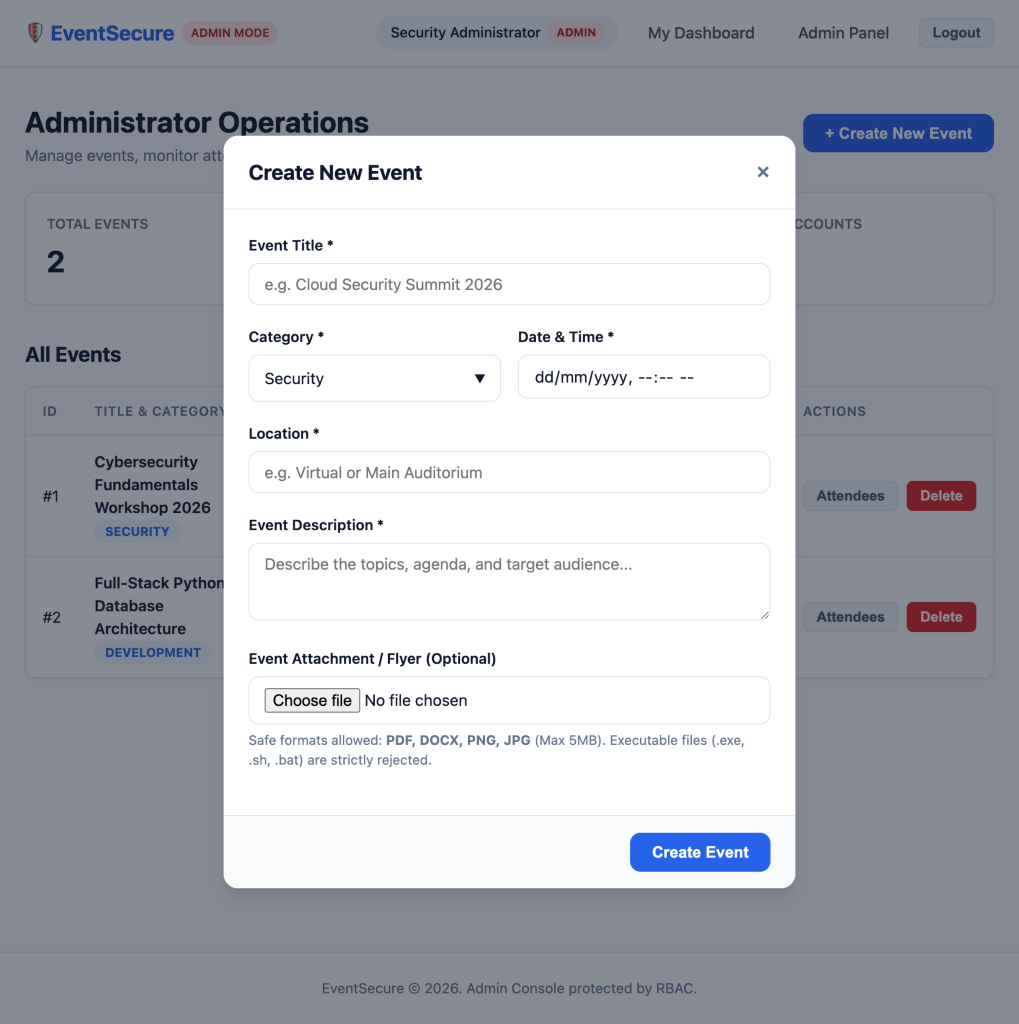 EventSecure ADMIN MODE Security Administrator ADMIN My Dashboard Admin Panel Logout
Administrator Operations
Manage events, monitor
+ Create New Event
Create New Event ×
TOTAL EVENTS
2
Event Title *
e.g. Cloud Security Summit 2026
Category * Date & Time *
Security ▼ dd/mm/yyyy, --:-- --
Location *
e.g. Virtual or Main Auditorium
Event Description *
Describe the topics, agenda, and target audience...
Event Attachment / Flyer (Optional)
Choose file No file chosen
Safe formats allowed: PDF, DOCX, PNG, JPG (Max 5MB). Executable files (.exe,
.sh, .bat) are strictly rejected.
Create Event
All Events
ID TITLE & CATEGORY ACTIONS
#1 Cybersecurity
Fundamentals
Workshop 2026
SECURITY
Attendees Delete
#2 Full-Stack Python
Database
Architecture
DEVELOPMENT
Attendees Delete
EventSecure © 2026. Admin Console protected by RBAC.